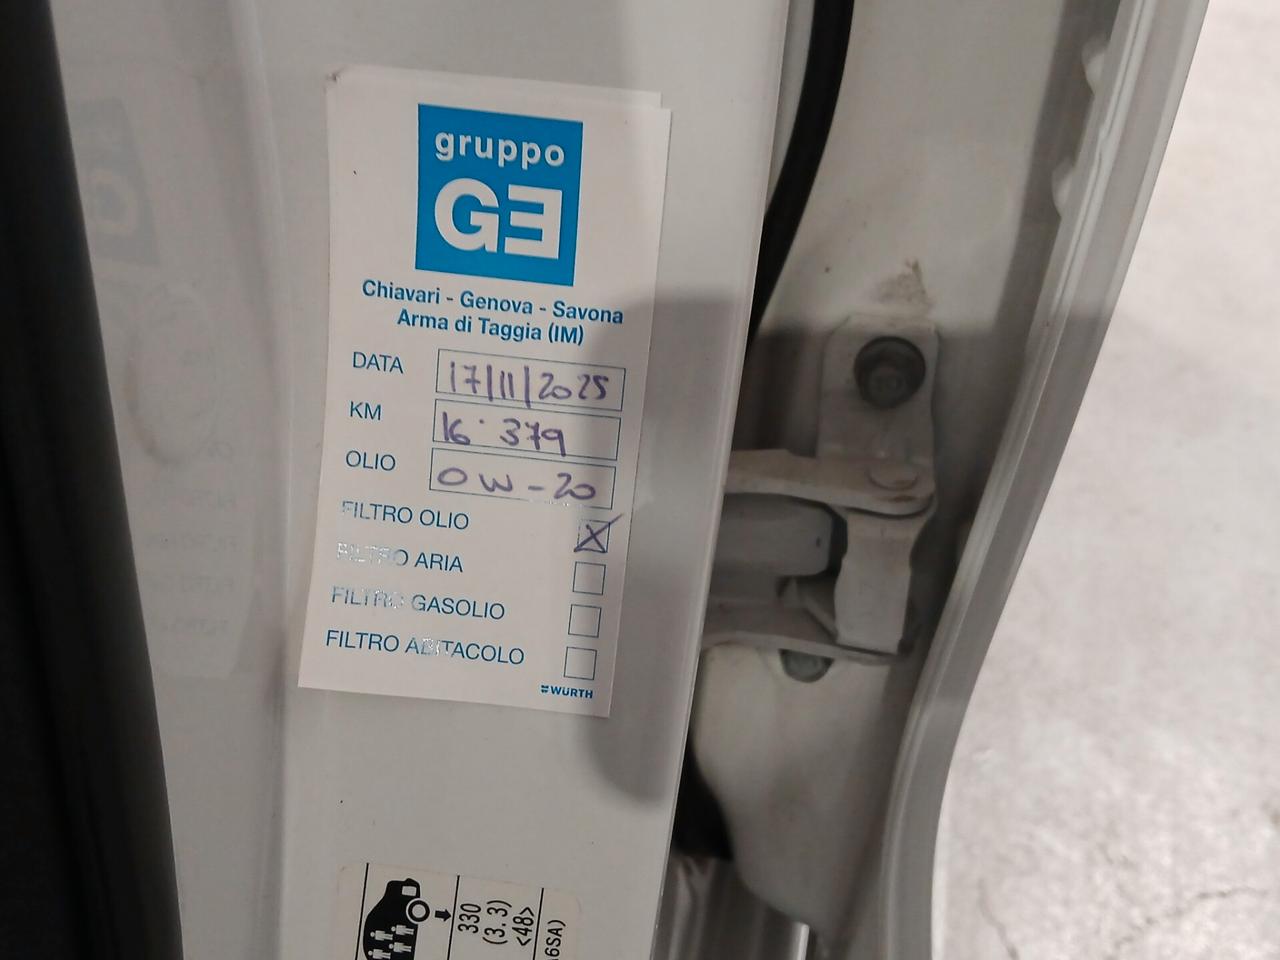 gruppo
GE
Chiavari - Genova - Savona
Arma di Taggia (IM)
DATA 17/11/2025
KM 16.379
OLIO 0W-20
FILTRO OLIO X
FILTRO ARIA
FILTRO GASOLIO
FILTRO ABITACOLO
WÜRTH
330
(3.3)
<48>
6SA)